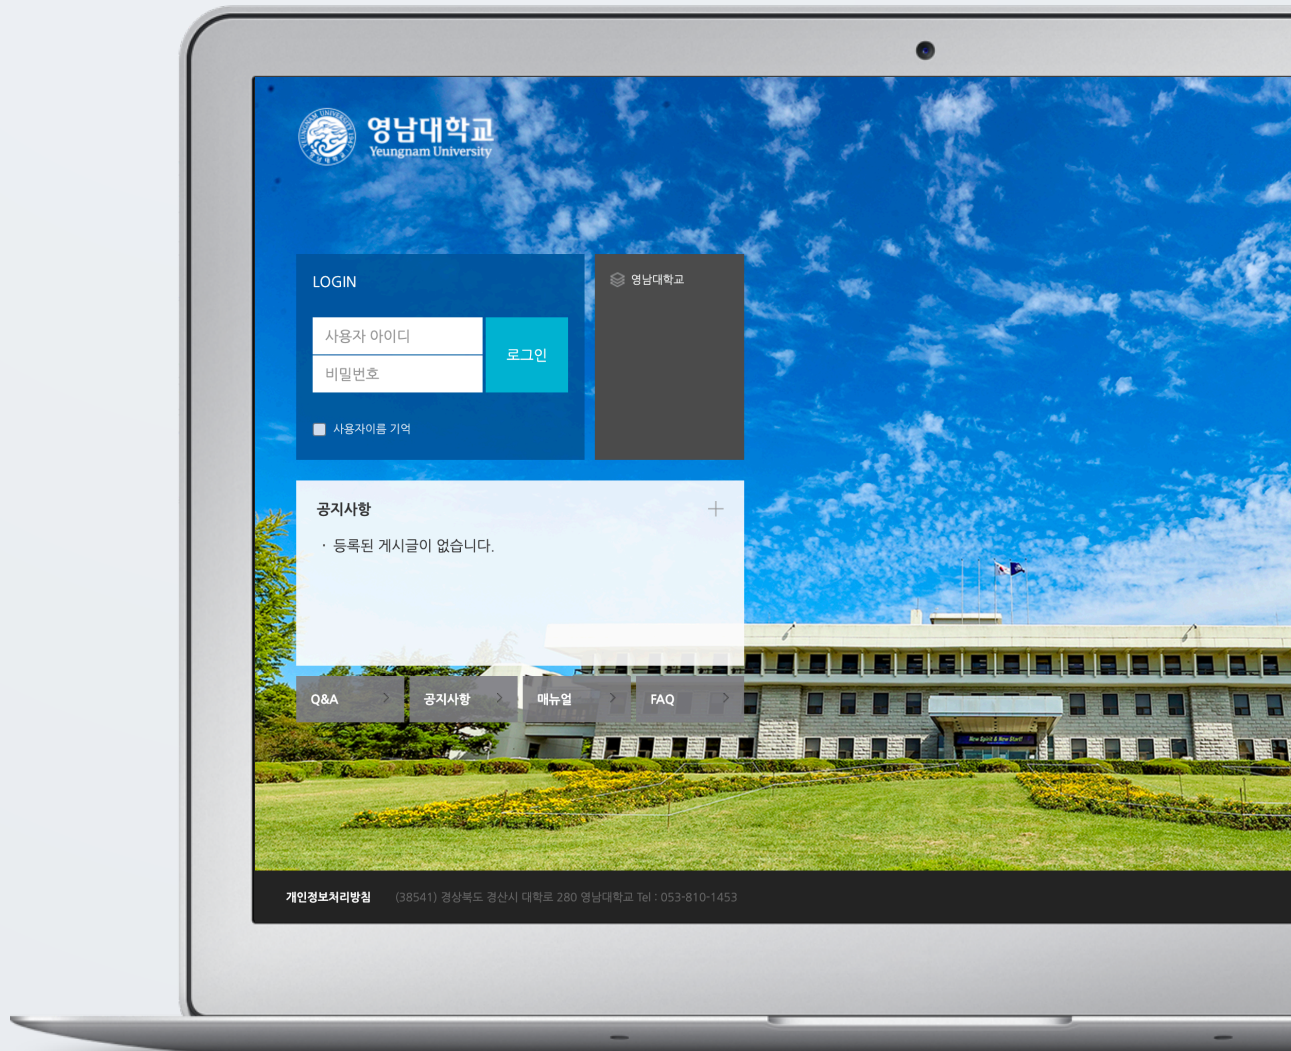 영남대학교
Yeungnam University
LOGIN
사용자 아이디
비밀번호
로그인
사용자이름 기억
영남대학교
공지사항
· 등록된 게시글이 없습니다.
Q&A
공지사항
매뉴얼
FAQ
New Spirit & New Start!
개인정보처리방침 (38541) 경상북도 경산시 대학로 280 영남대학교 Tel : 053-810-1453